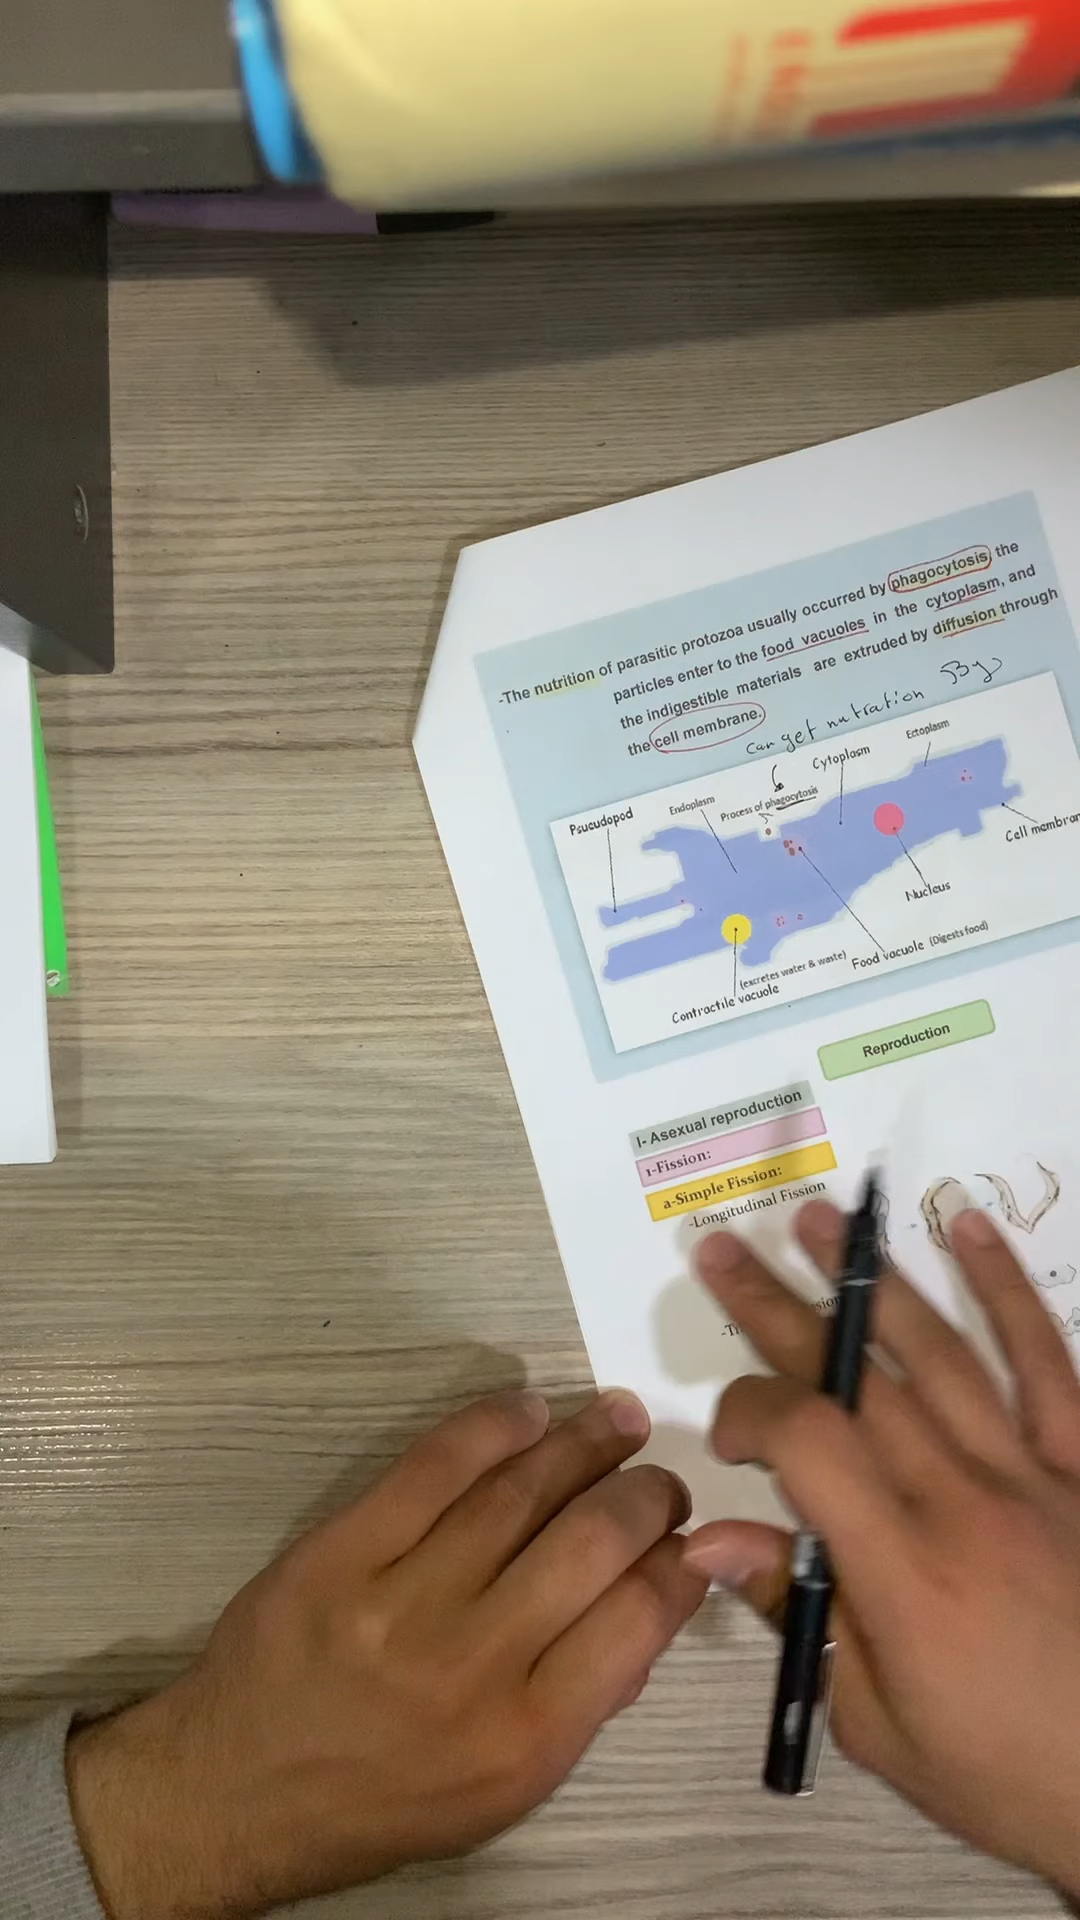 -The nutrition of parasitic protozoa usually occurred by phagocytosis, the
particles enter to the food vacuoles in the cytoplasm, and
the indigestible materials are extruded by diffusion through
the cell membrane.
can get nutration By
Psueudopod
Endoplasm
Process of phagocytosis
Cytoplasm
Ectoplasm
Cell membran
Nucleus
Food vacuole (Digests food)
(excretes water & waste)
Contractile vacuole
Reproduction
I- Asexual reproduction
1-Fission:
a-Simple Fission:
-Longitudinal Fission